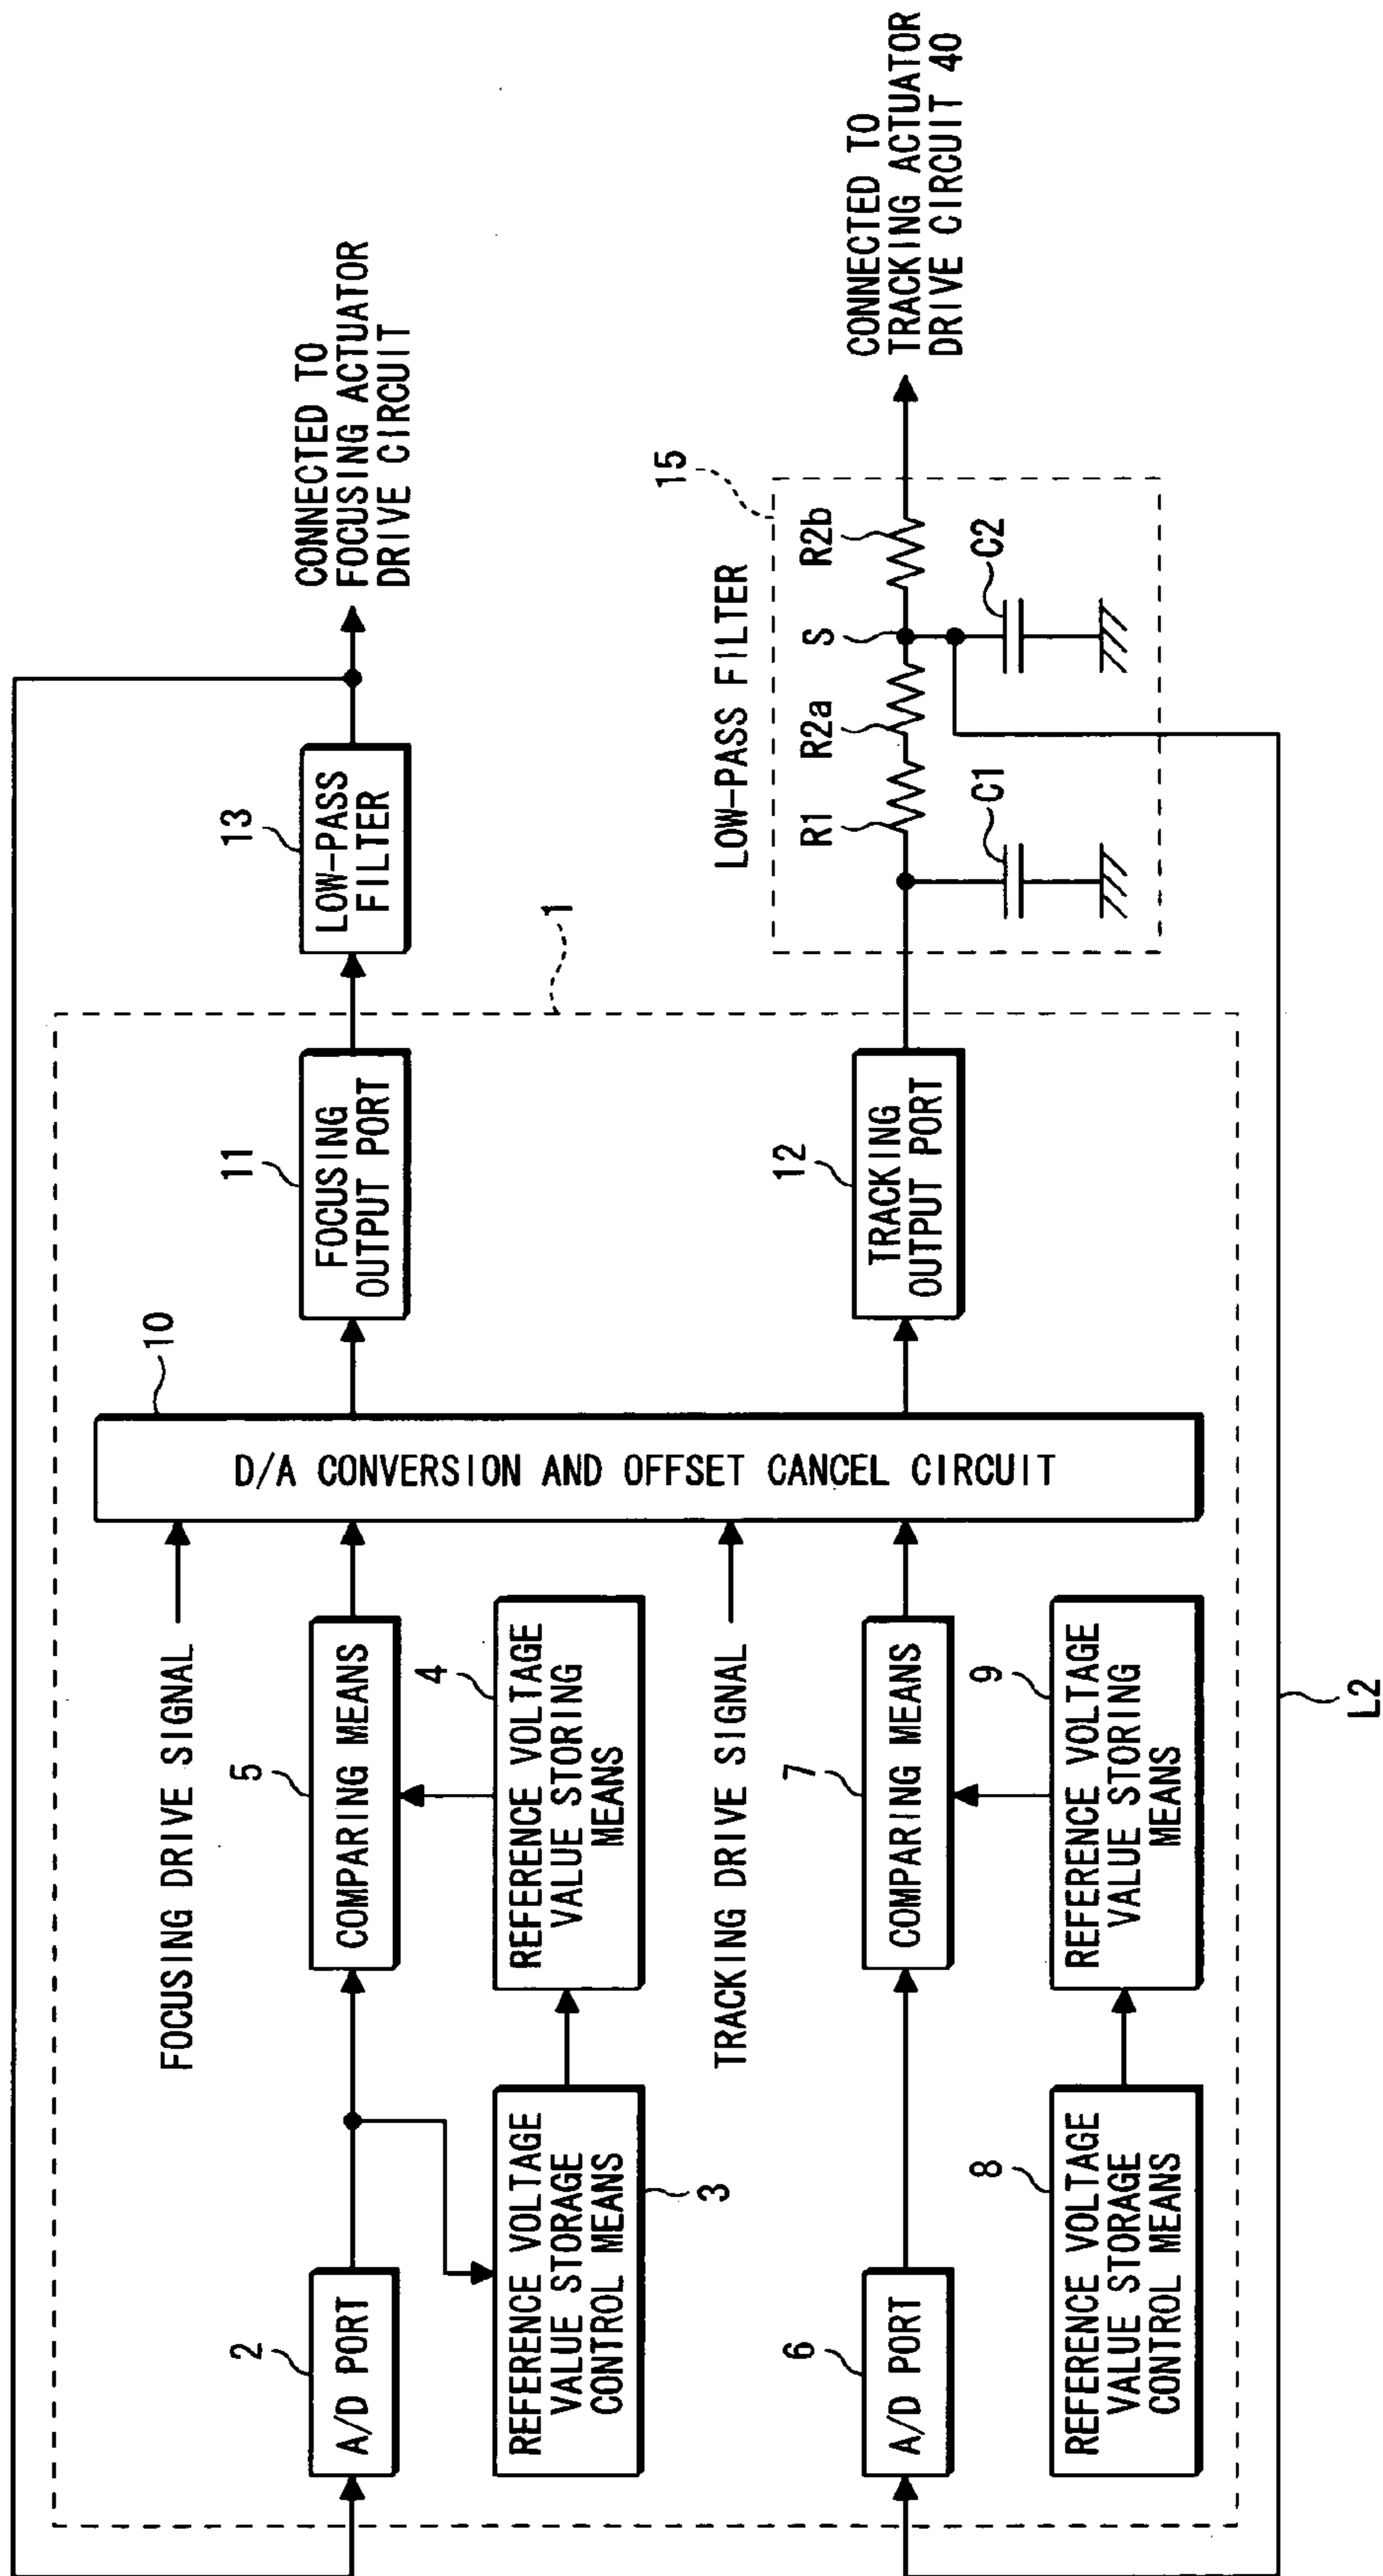 CONNECTED TO
FOCUSING ACTUATOR
DRIVE CIRCUIT
13
LOW-PASS
FILTER
1
11
FOCUSING
OUTPUT PORT
10
D/A CONVERSION AND OFFSET CANCEL CIRCUIT
FOCUSING DRIVE SIGNAL
5
COMPARING MEANS
4
REFERENCE VOLTAGE
VALUE STORING
MEANS
2
A/D PORT
REFERENCE VOLTAGE
VALUE STORAGE
CONTROL MEANS
3
CONNECTED TO
TRACKING ACTUATOR
DRIVE CIRCUIT 40
15
LOW-PASS FILTER
R1
R2a
S
R2b
C1
C2
12
TRACKING
OUTPUT PORT
TRACKING DRIVE SIGNAL
7
COMPARING MEANS
9
REFERENCE VOLTAGE
VALUE STORING
MEANS
6
A/D PORT
8
REFERENCE VOLTAGE
VALUE STORAGE
CONTROL MEANS
L2